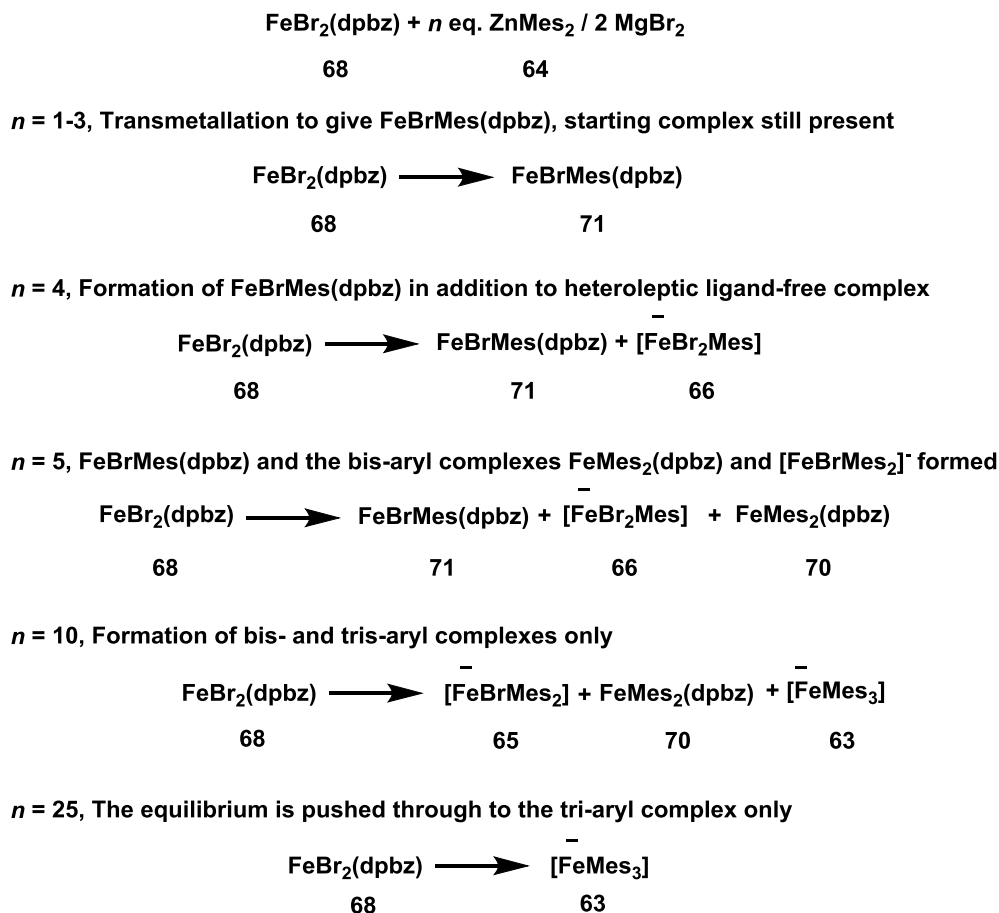 FeBr₂(dpbz) + n eq. ZnMes₂ / 2 MgBr₂
68 64
n = 1-3, Transmetallation to give FeBrMes(dpbz), starting complex still present
FeBr₂(dpbz) → FeBrMes(dpbz)
68 71
n = 4, Formation of FeBrMes(dpbz) in addition to heteroleptic ligand-free complex
FeBr₂(dpbz) → FeBrMes(dpbz) + [F̅eBr₂Mes]
68 71 66
n = 5, FeBrMes(dpbz) and the bis-aryl complexes FeMes₂(dpbz) and [FeBrMes₂]⁻ formed
FeBr₂(dpbz) → FeBrMes(dpbz) + [F̅eBr₂Mes] + FeMes₂(dpbz)
68 71 66 70
n = 10, Formation of bis- and tris-aryl complexes only
FeBr₂(dpbz) → [F̅eBrMes₂] + FeMes₂(dpbz) + [F̅eMes₃]
68 65 70 63
n = 25, The equilibrium is pushed through to the tri-aryl complex only
FeBr₂(dpbz) → [F̅eMes₃]
68 63